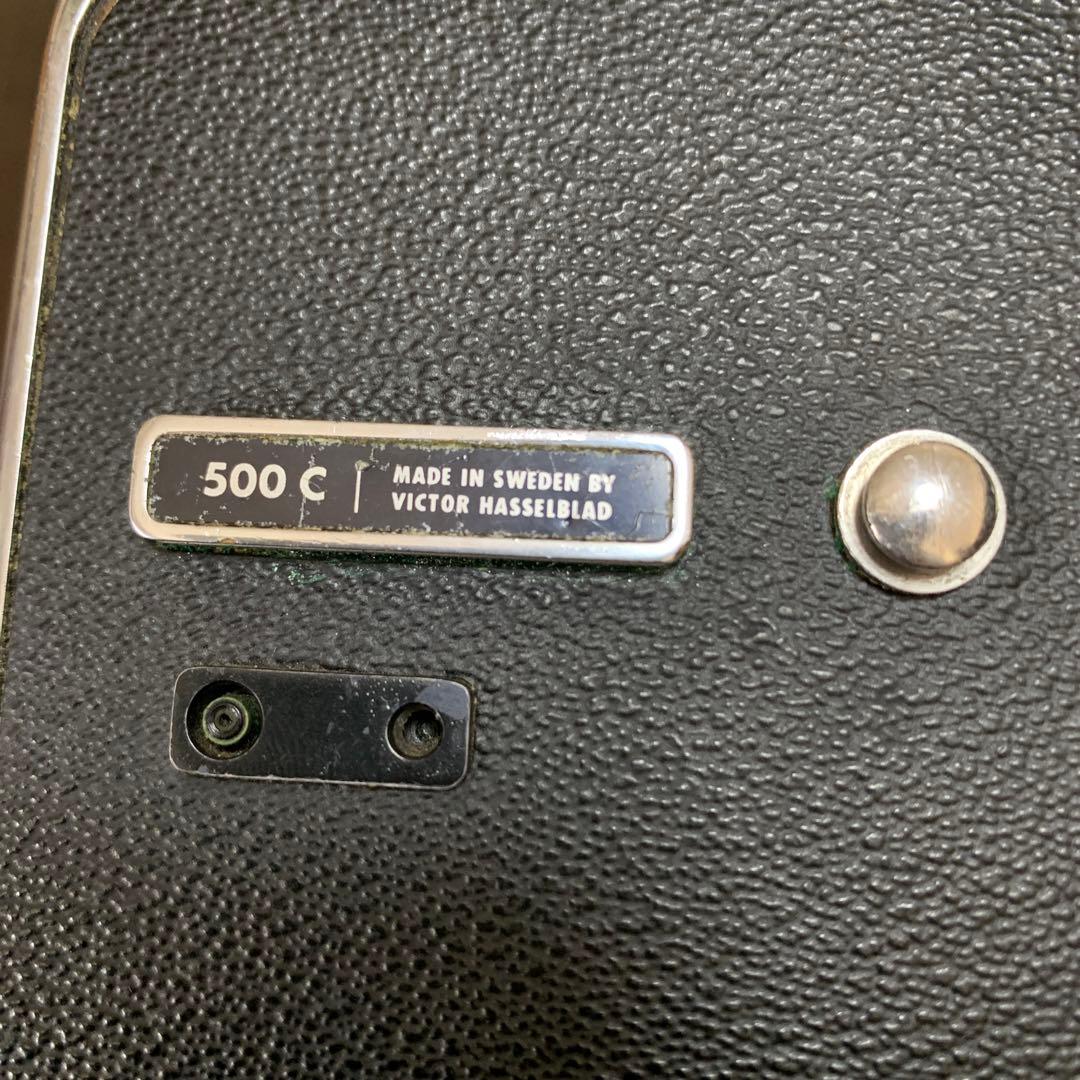 500 C
MADE IN SWEDEN BY
VICTOR HASSELBLAD